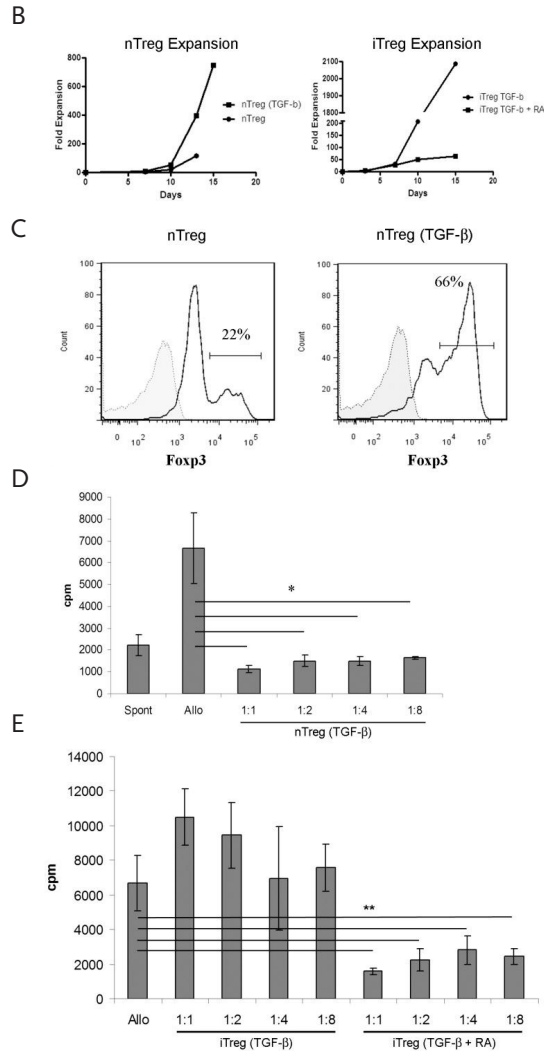 B
nTreg Expansion
Fold Expansion
800
600
400
200
0
0 5 10 15 20
Days
nTreg (TGF-b)
nTreg
iTreg Expansion
Fold Expansion
2100
2000
1900
1800
200
150
100
50
0
0 5 10 15 20
Days
iTreg TGF-b
iTreg TGF-b + RA
C
nTreg
Count
100
80
60
40
20
22%
0 10² 10³ 10⁴ 10⁵
Foxp3
nTreg (TGF-β)
Count
100
80
60
40
20
66%
0 10² 10³ 10⁴ 10⁵
Foxp3
D
cpm
9000
8000
7000
6000
5000
4000
3000
2000
1000
0
*
Spont Allo 1:1 1:2 1:4 1:8
nTreg (TGF-β)
E
cpm
14000
12000
10000
8000
6000
4000
2000
0
**
Allo 1:1 1:2 1:4 1:8 1:1 1:2 1:4 1:8
iTreg (TGF-β) iTreg (TGF-β + RA)